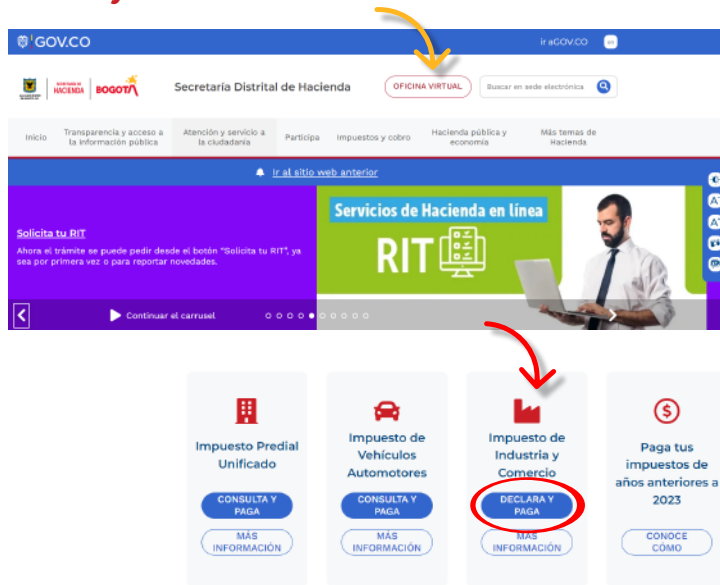 GOV.CO
ir a GOV.CO
en
SECRETARÍA DE
HACIENDA
BOGOTÁ
Secretaría Distrital de Hacienda
OFICINA VIRTUAL
Buscar en sede electrónica
Inicio
Transparencia y acceso a
la información pública
Atención y servicio a
la ciudadanía
Participa
Impuestos y cobro
Hacienda pública y
economía
Más temas de
Hacienda
Ir al sitio web anterior
Solicita tu RIT
Ahora el trámite se puede pedir desde el botón "Solicita tu RIT", ya
sea por primera vez o para reportar
novedades.
Servicios de Hacienda en línea
RIT
Continuar el carrusel
Impuesto Predial
Unificado
CONSULTA Y
PAGA
MÁS
INFORMACIÓN
Impuesto de
Vehículos
Automotores
CONSULTA Y
PAGA
MÁS
INFORMACIÓN
Impuesto de
Industria y
Comercio
DECLARA Y
PAGA
MÁS
INFORMACIÓN
Paga tus
impuestos de
años anteriores a
2023
CONOCE
CÓMO